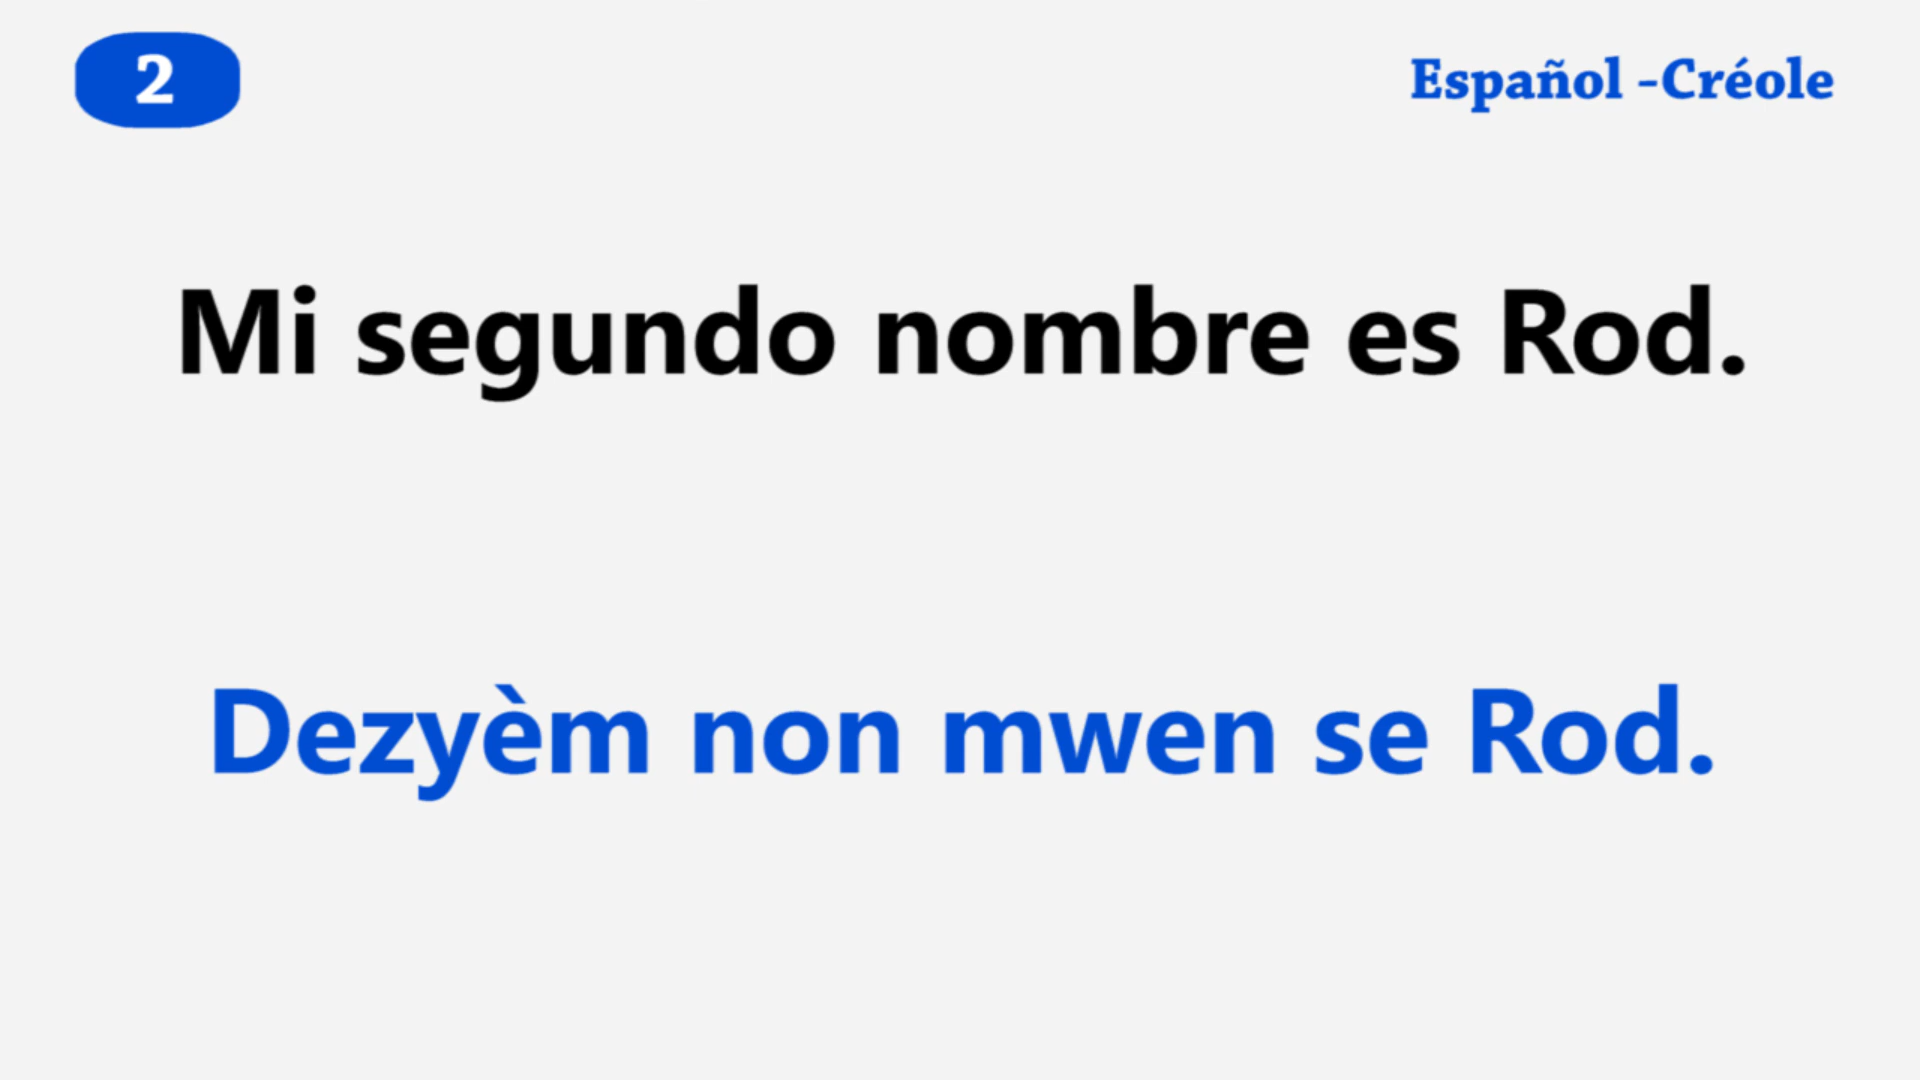 2
Español -Créole
Mi segundo nombre es Rod.
Dezyèm non mwen se Rod.